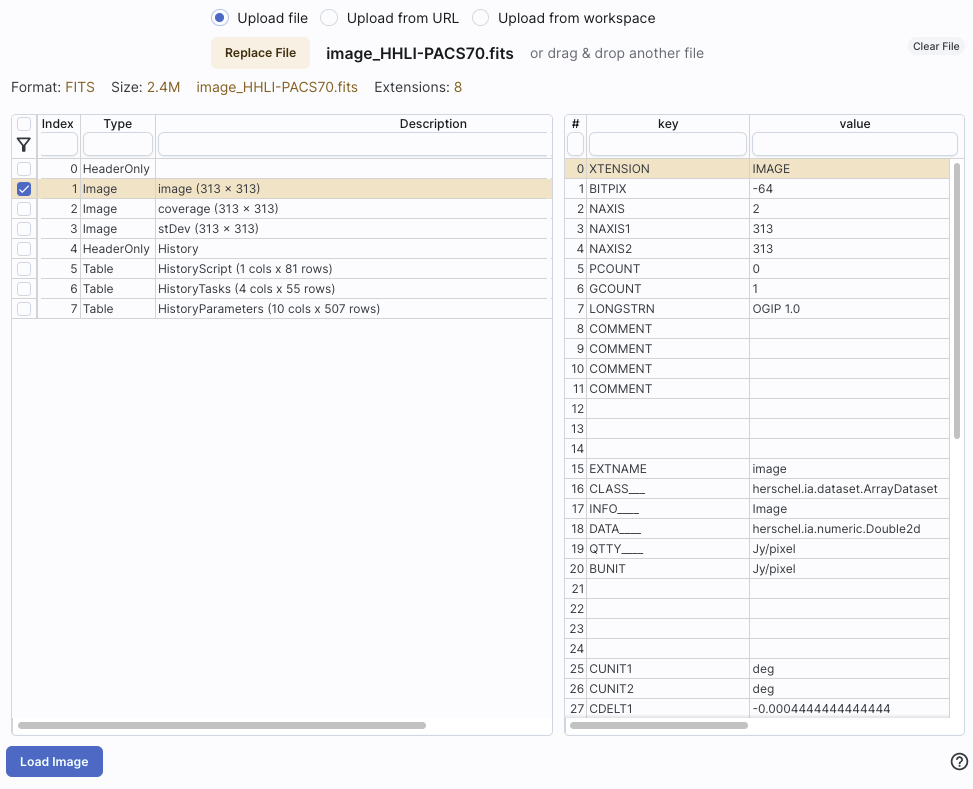 Upload file Upload from URL Upload from workspace
Replace File image_HHLI-PACS70.fits or drag & drop another file Clear File
Format: FITS Size: 2.4M image_HHLI-PACS70.fits Extensions: 8
Index Type Description
0 HeaderOnly
1 Image image (313 × 313)
2 Image coverage (313 × 313)
3 Image stDev (313 × 313)
4 HeaderOnly History
5 Table HistoryScript (1 cols x 81 rows)
6 Table HistoryTasks (4 cols x 55 rows)
7 Table HistoryParameters (10 cols x 507 rows)
# key value
0 XTENSION IMAGE
1 BITPIX -64
2 NAXIS 2
3 NAXIS1 313
4 NAXIS2 313
5 PCOUNT 0
6 GCOUNT 1
7 LONGSTRN OGIP 1.0
8 COMMENT
9 COMMENT
10 COMMENT
11 COMMENT
12
13
14
15 EXTNAME image
16 CLASS___ herschel.ia.dataset.ArrayDataset
17 INFO____ Image
18 DATA____ herschel.ia.numeric.Double2d
19 QTTY____ Jy/pixel
20 BUNIT Jy/pixel
21
22
23
24
25 CUNIT1 deg
26 CUNIT2 deg
27 CDELT1 -0.0004444444444444
Load Image ?